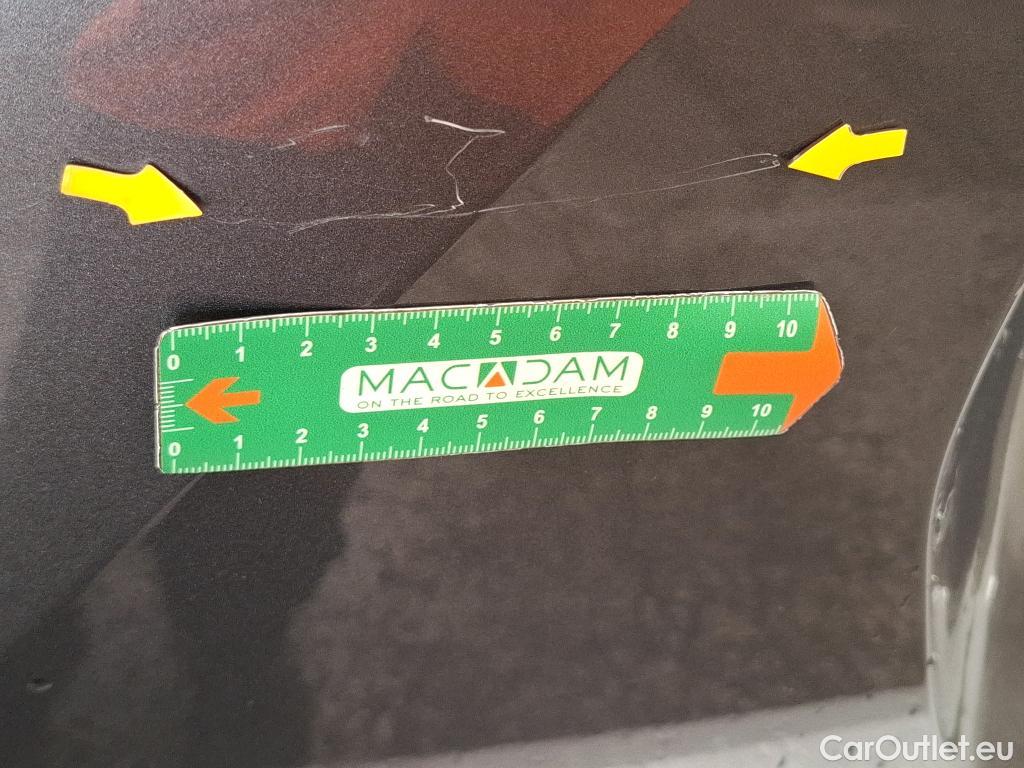 0 1 2 3 4 5 6 7 8 9 10
MACADAM
ON THE ROAD TO EXCELLENCE
0 1 2 3 4 5 6 7 8 9 10
CarOutlet.eu